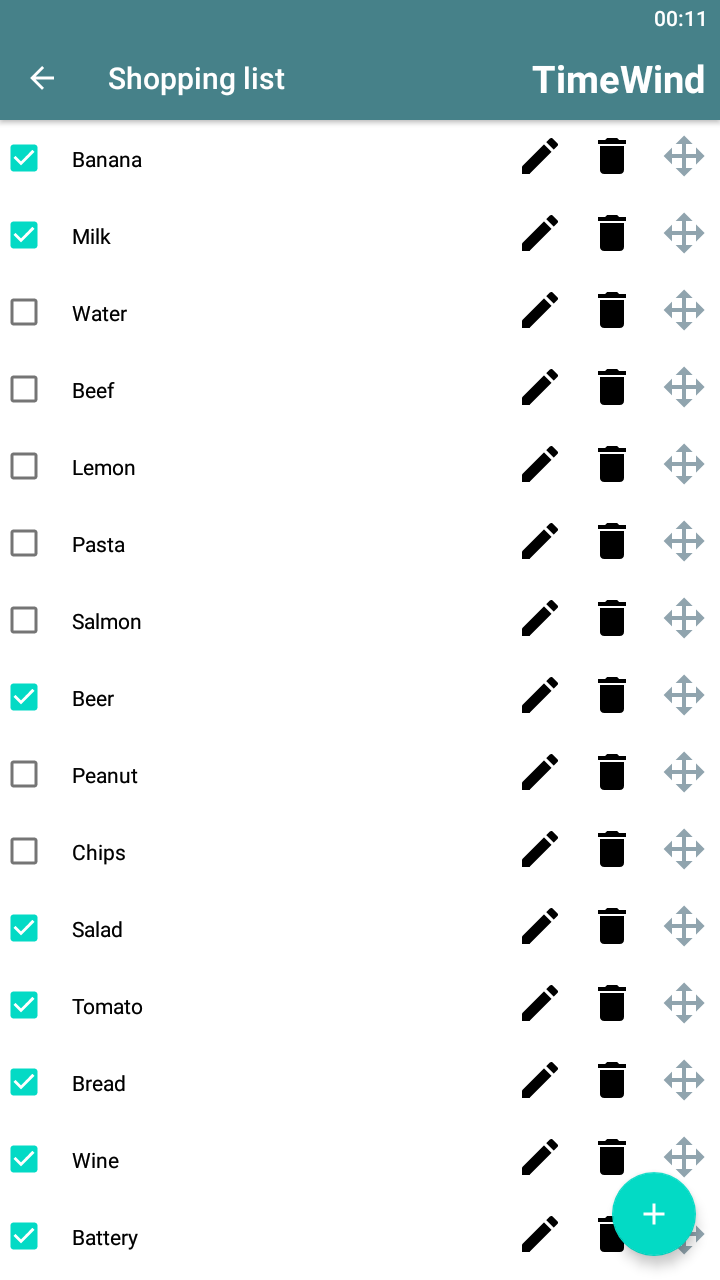 00:11
Shopping list TimeWind
Banana
Milk
Water
Beef
Lemon
Pasta
Salmon
Beer
Peanut
Chips
Salad
Tomato
Bread
Wine
Battery